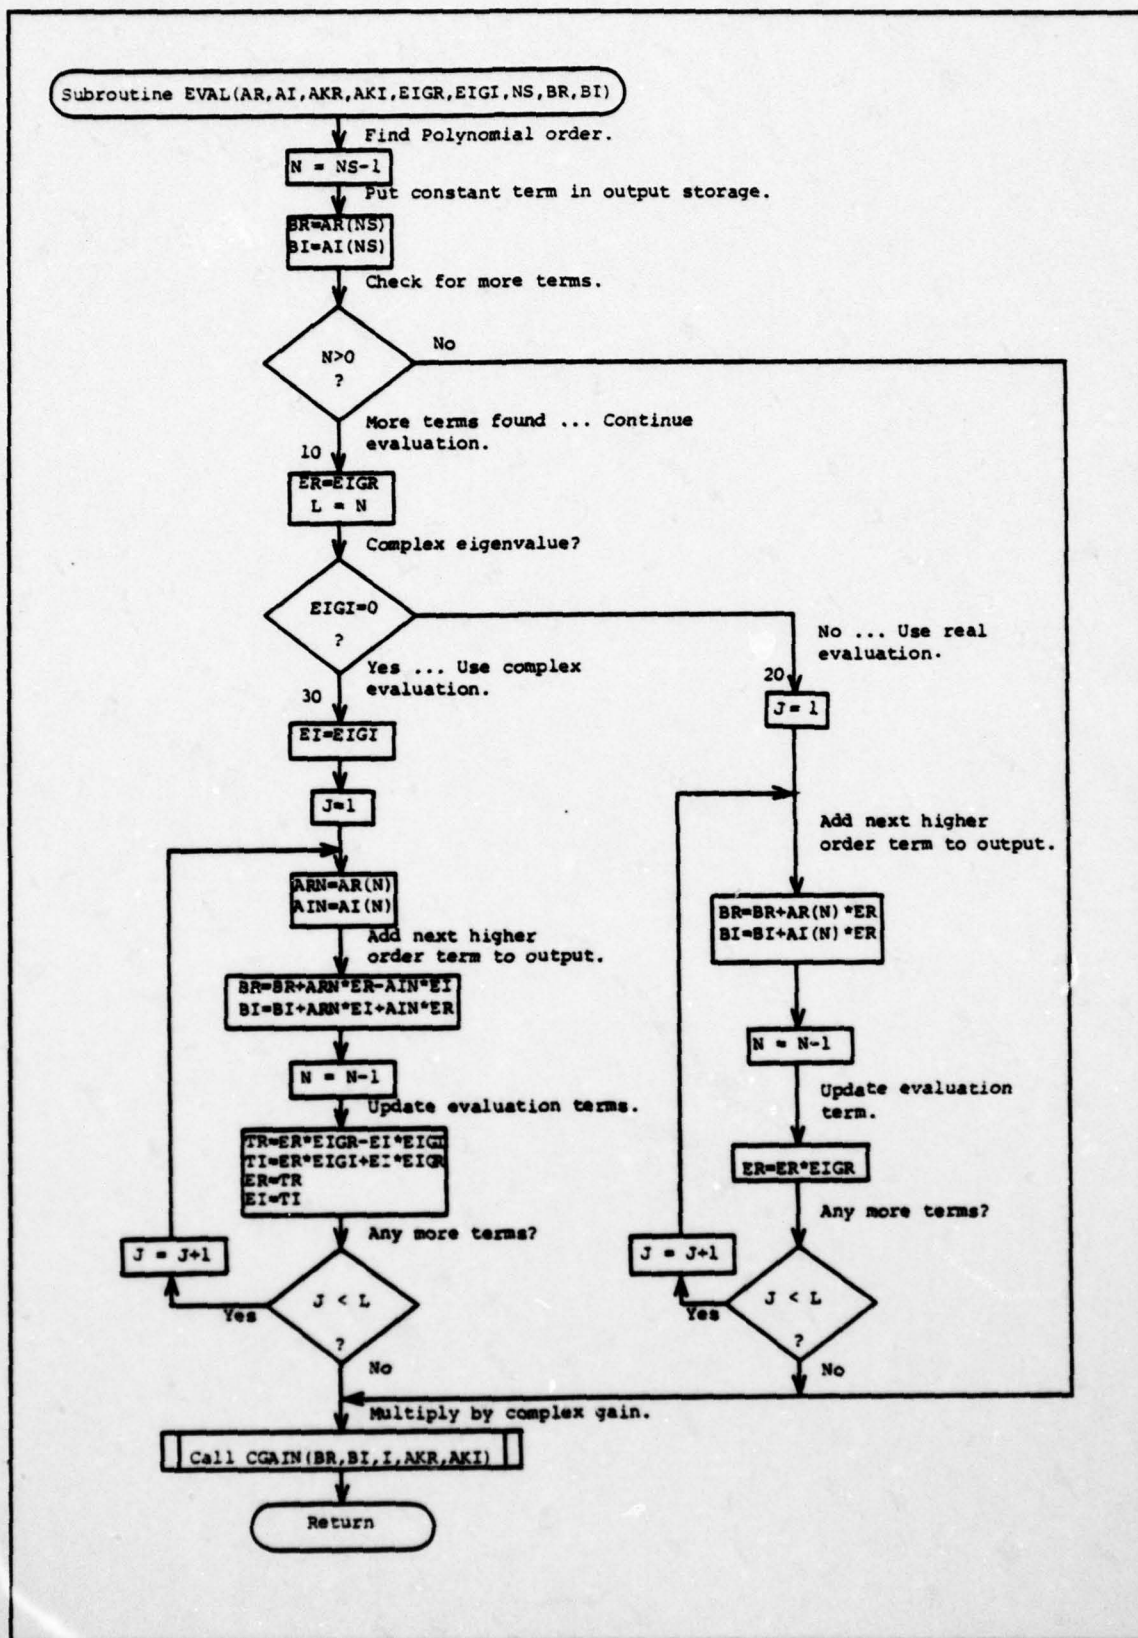 Subroutine EVAL(AR,AI,AKR,AKI,EIGR,EIGI,NS,BR,BI)
Find Polynomial order.
N = NS-1
Put constant term in output storage.
BR=AR(NS)
BI=AI(NS)
Check for more terms.
N>0
?
No
More terms found ... Continue
evaluation.
10
ER=EIGR
L = N
Complex eigenvalue?
EIGI=0
?
No ... Use real
evaluation.
Yes ... Use complex
evaluation.
20
J= 1
30
EI=EIGI
J=1
Add next higher
order term to output.
ARN=AR(N)
AIN=AI(N)
BR=BR+AR(N)*ER
BI=BI+AI(N)*ER
Add next higher
order term to output.
BR=BR+ARN*ER-AIN*EI
BI=BI+ARN*EI+AIN*ER
N = N-1
N = N-1
Update evaluation terms.
Update evaluation
term.
TR=ER*EIGR-EI*EIGI
TI=ER*EIGI+EI*EIGR
ER=TR
EI=TI
ER=ER*EIGR
Any more terms?
Any more terms?
J = J+1
J = J+1
J < L
?
Yes
J < L
?
Yes
No
No
Multiply by complex gain.
Call CGAIN(BR,BI,I,AKR,AKI)
Return